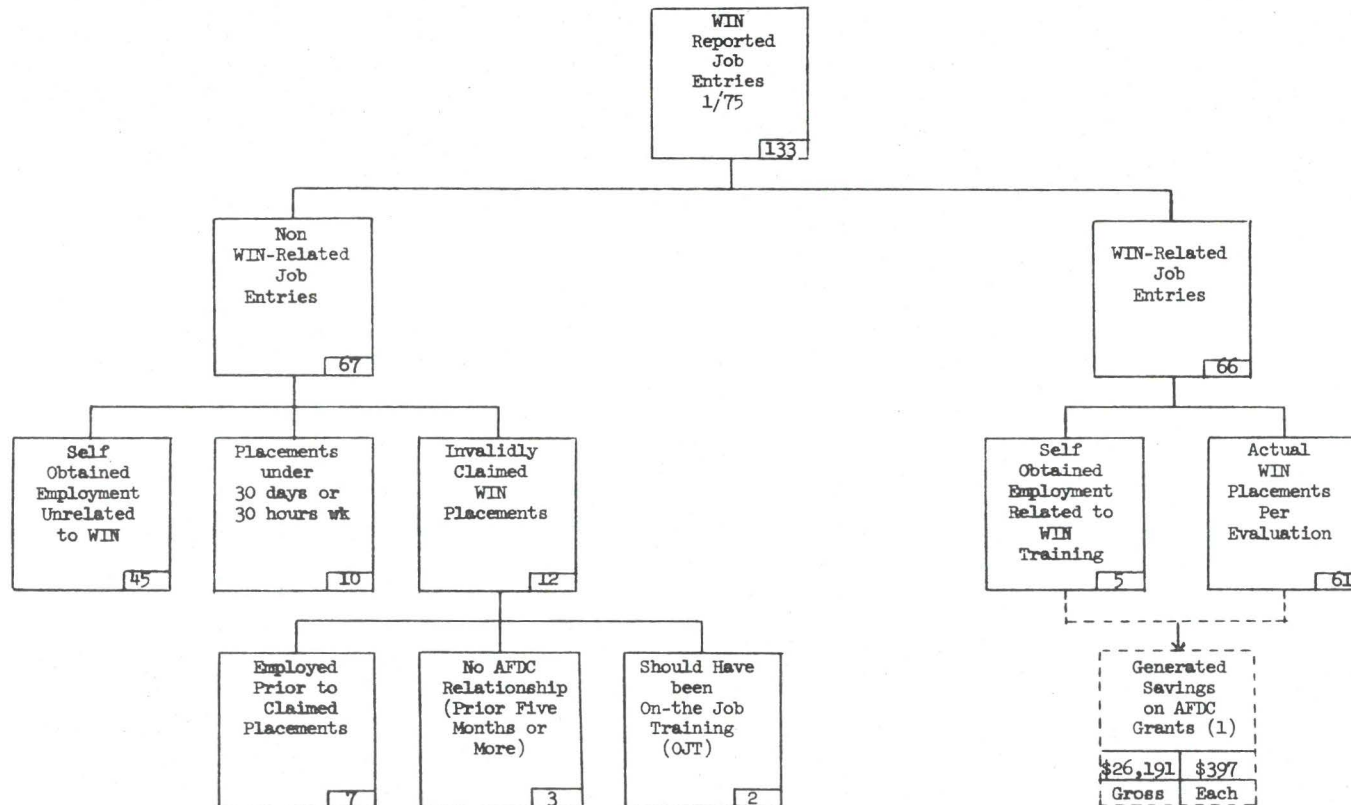 WIN
Reported
Job
Entries
1/'75
133
Non
WIN-Related
Job
Entries
67
WIN-Related
Job
Entries
66
Self
Obtained
Employment
Unrelated
to WIN
45
Placements
under
30 days or
30 hours wk
10
Invalidly
Claimed
WIN
Placements
12
Self
Obtained
Employment
Related to
WIN
Training
5
Actual
WIN
Placements
Per
Evaluation
61
Employed
Prior to
Claimed
Placements
7
No AFDC
Relationship
(Prior Five
Months or
More)
3
Should Have
been
On-the Job
Training
(OJT)
2
Generated
Savings
on AFDC
Grants (1)
$26,191 $397
Gross Each